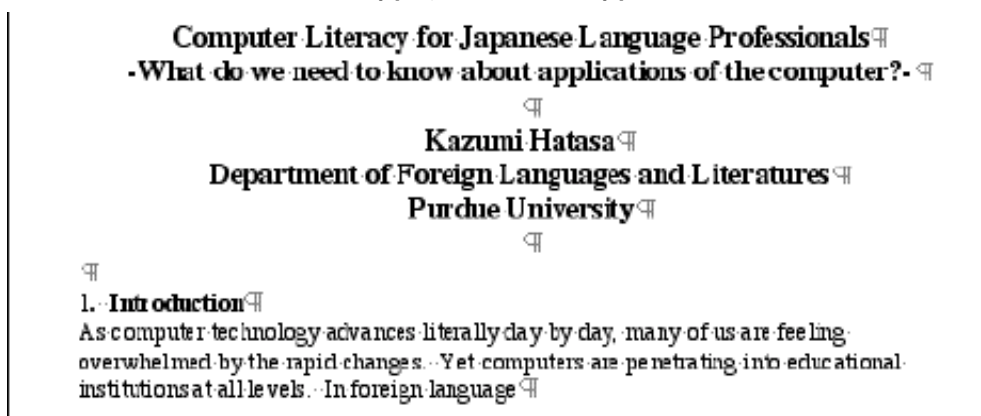 Computer Literacy for Japanese Language Professionals¶
-What do we need to know about applications of the computer?- ¶
¶
Kazumi Hatasa¶
Department of Foreign Languages and Literatures¶
Purdue University¶
¶
¶
1. Introduction¶
As computer technology advances literally day by day, many of us are feeling
overwhelmed by the rapid changes. Yet computers are penetrating into educational
institutions at all levels. In foreign language¶